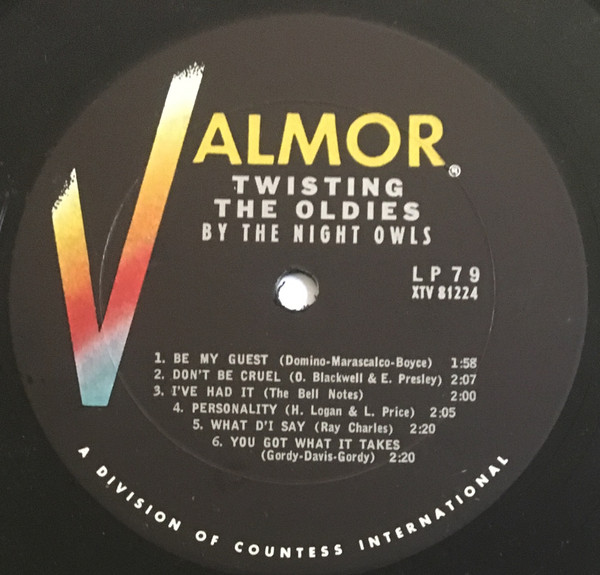 VALMOR®
TWISTING
THE OLDIES
BY THE NIGHT OWLS
LP 79
XTV 81224
1. BE MY GUEST (Domino-Marascalco-Boyce) 1:58
2. DON'T BE CRUEL (O. Blackwell & E. Presley) 2:07
3. I'VE HAD IT (The Bell Notes) 2:00
4. PERSONALITY (H. Logan & L. Price) 2:05
5. WHAT D'I SAY (Ray Charles) 2:20
6. YOU GOT WHAT IT TAKES
(Gordy-Davis-Gordy) 2:20
A DIVISION OF COUNTESS INTERNATIONAL